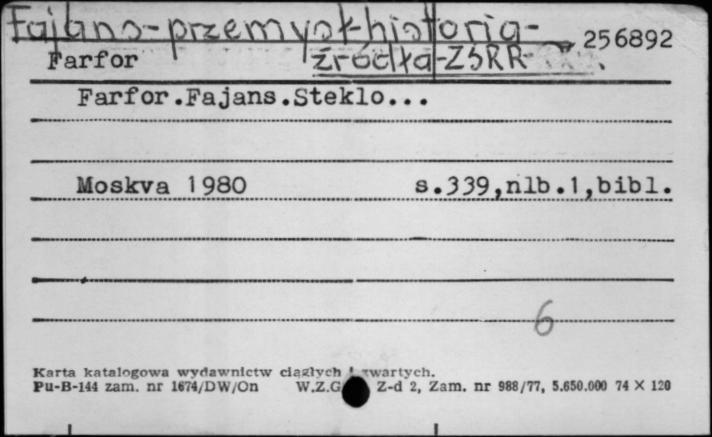 Fajans-przemysł-historia-
źródła-ZSRR 256892
Farfor
Farfor.Fajans.Steklo...
Moskva 1980 s.339,nlb.1,bibl.
6
Karta katalogowa wydawnictw ciągłych i zwartych.
Pu-B-144 zam. nr 1674/DW/On W.Z.G. Z-d 2, Zam. nr 988/77, 5.650.000 74 × 120